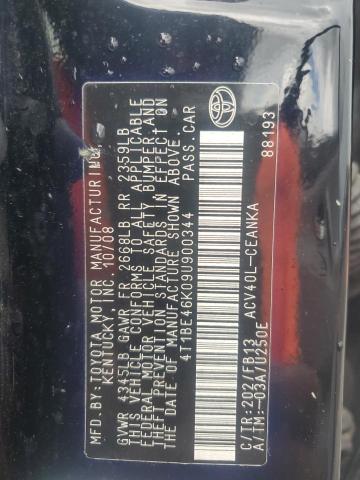 MFD.BY:TOYOTA MOTOR MANUFACTURING
KENTUCKY, INC. 10/08
GVWR 4345LB GAWR FR 2668LB RR 2359LB
THIS VEHICLE CONFORMS TO ALL APPLICABLE
FEDERAL MOTOR VEHICLE SAFETY, BUMPER, AND
THEFT PREVENTION STANDARDS IN EFFECT ON
THE DATE OF MANUFACTURE SHOWN ABOVE.
4T1BE46K09U900344 PASS.CAR
C/TR:202/FB13 ACV40L-CEANKA
A/TM:-03A/U250E 88193
TOYOTA